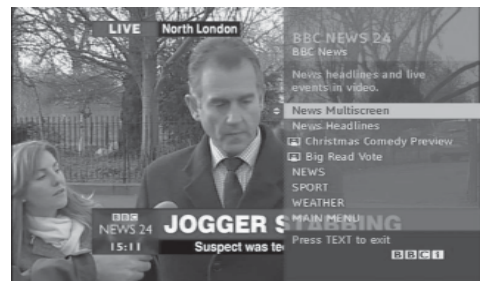 LIVE North London
BBC NEWS 24
BBC News
News headlines and live
events in video.
News Multiscreen
News Headlines
Christmas Comedy Preview
Big Read Vote
NEWS
SPORT
WEATHER
MAIN MENU
Press TEXT to exit
BBC 1
BBC
NEWS 24
15:11
JOGGER STABBING
Suspect was